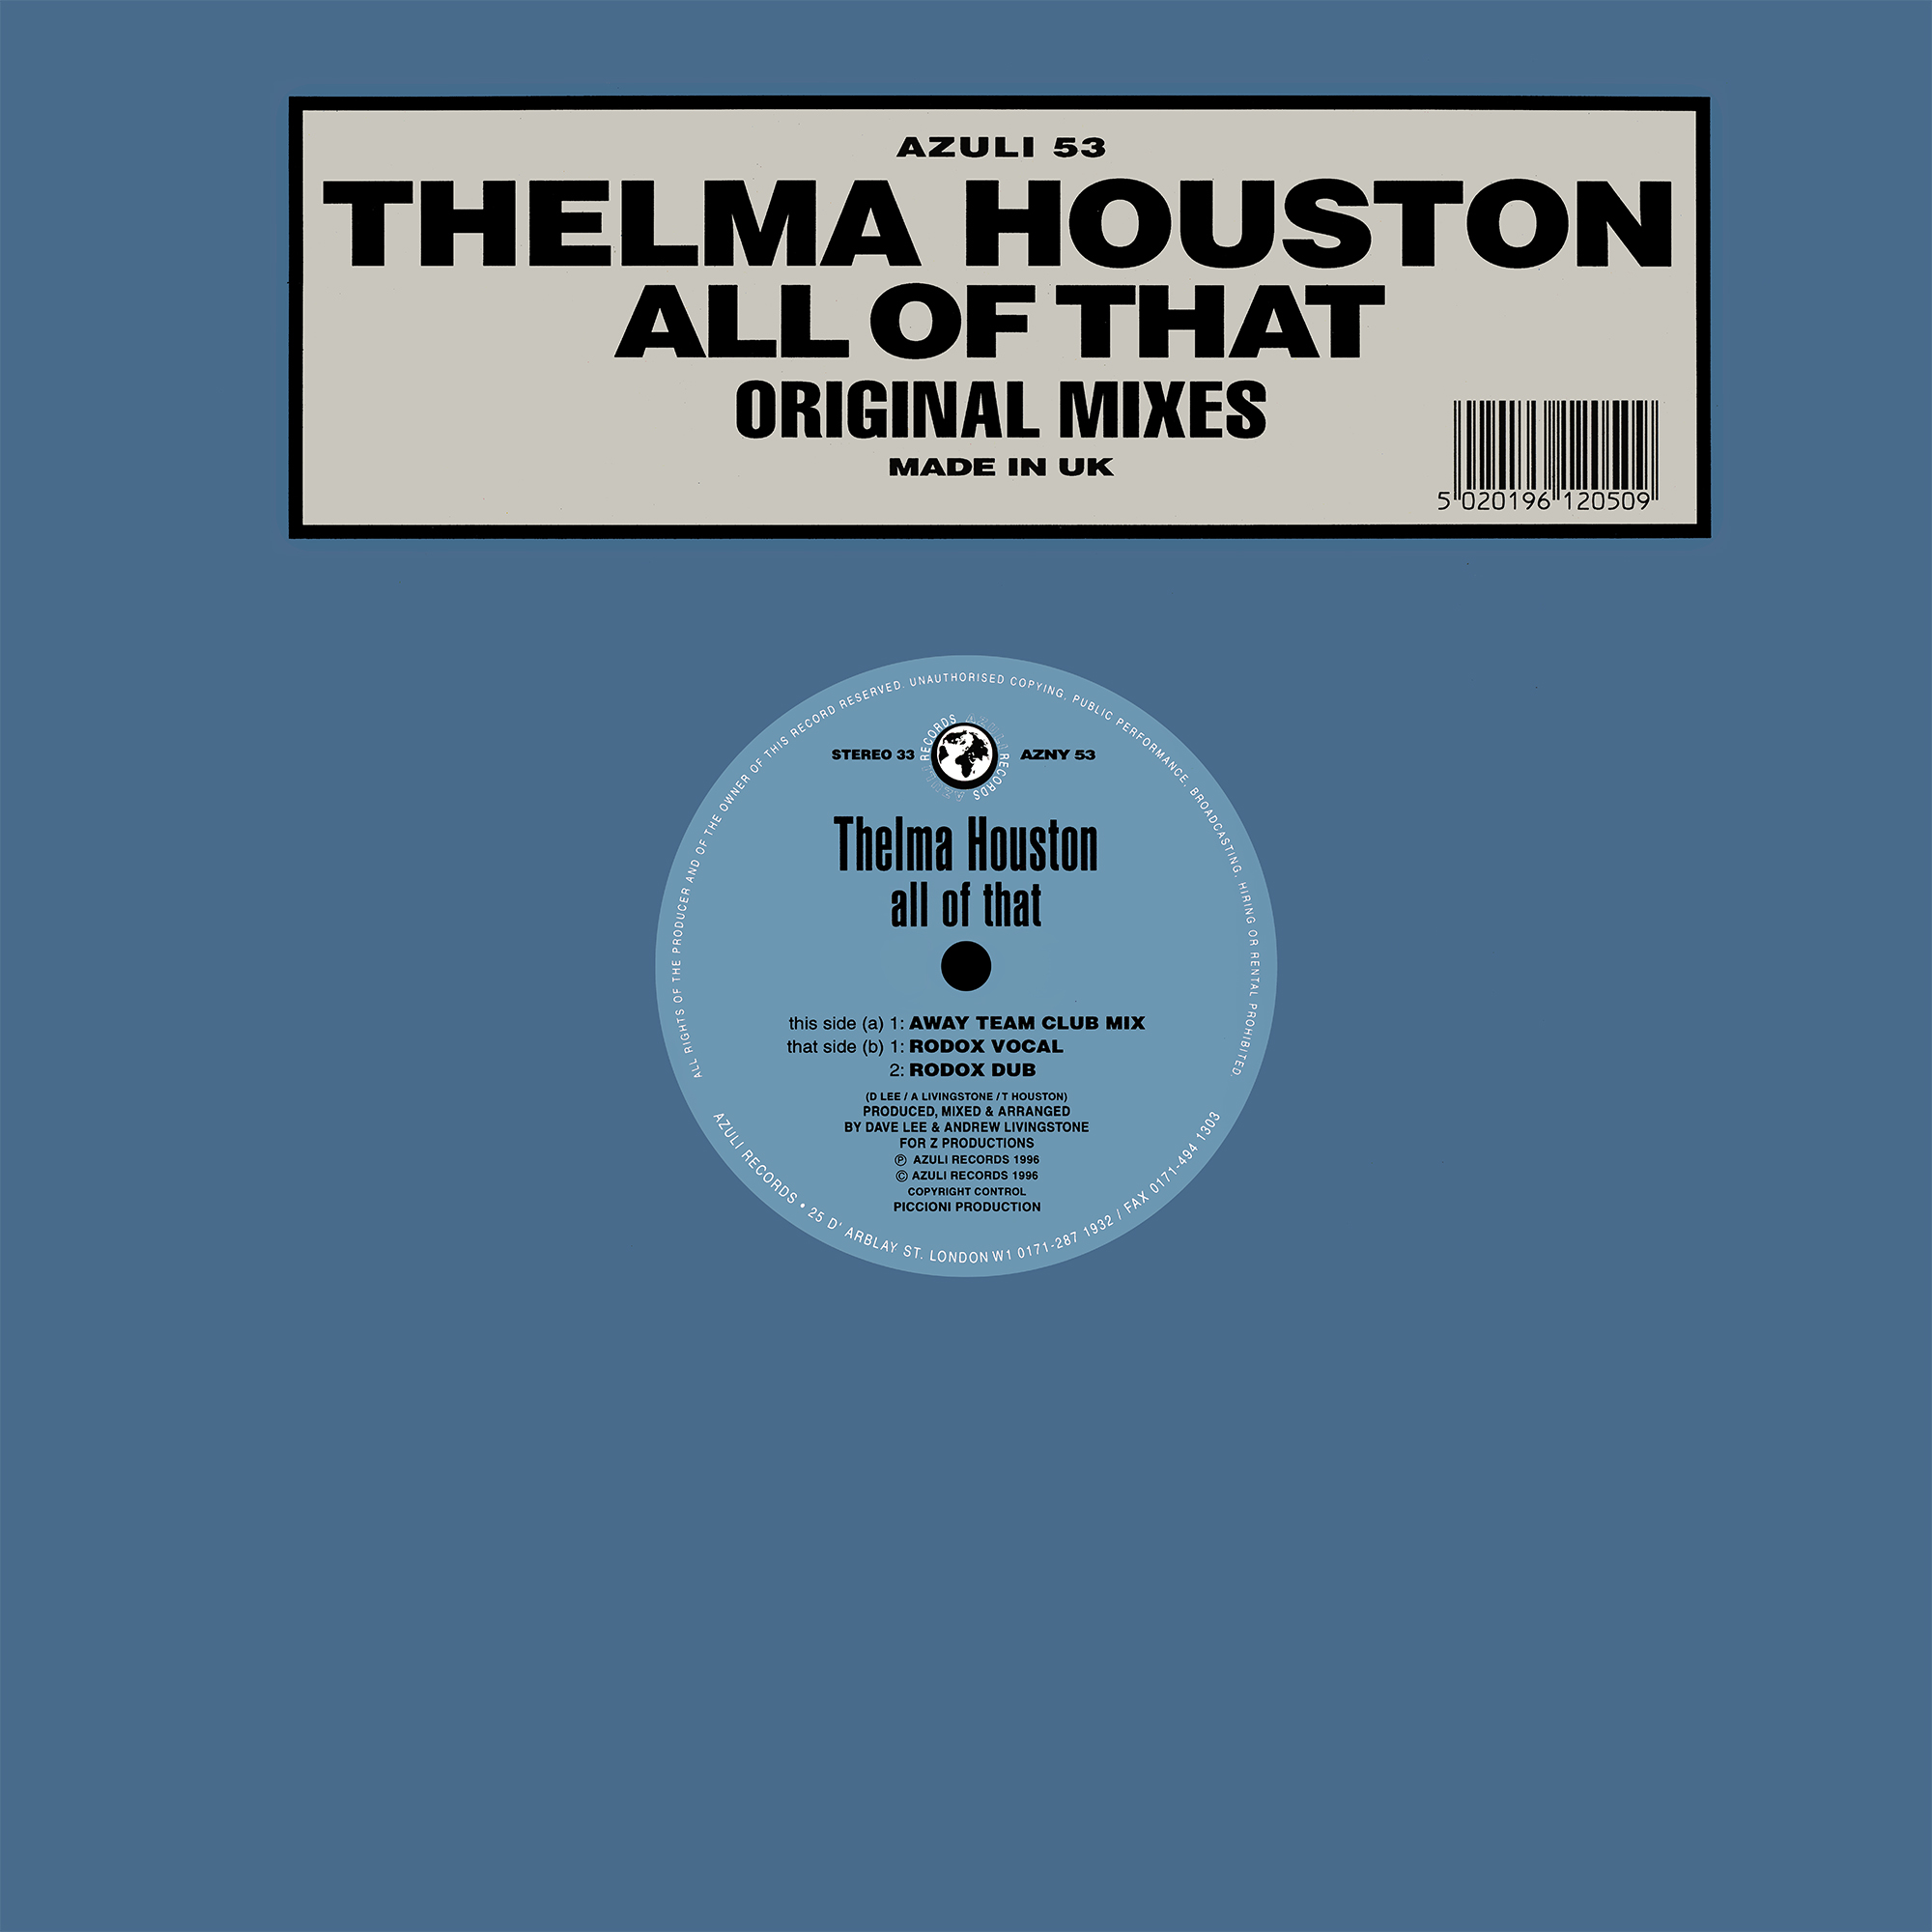 AZULI 53
THELMA HOUSTON
ALL OF THAT
ORIGINAL MIXES
MADE IN UK
5 020196 120509
ALL RIGHTS OF THE PRODUCER AND OF THE OWNER OF THIS RECORD RESERVED. UNAUTHORISED COPYING, PUBLIC PERFORMANCE, BROADCASTING, HIRING OR RENTAL PROHIBITED.
STEREO 33
AZULI RECORDS AZULI RECORDS
AZNY 53
Thelma Houston
all of that
this side (a) 1: AWAY TEAM CLUB MIX
that side (b) 1: RODOX VOCAL
2: RODOX DUB
(D LEE / A LIVINGSTONE / T HOUSTON)
PRODUCED, MIXED & ARRANGED
BY DAVE LEE & ANDREW LIVINGSTONE
FOR Z PRODUCTIONS
℗ AZULI RECORDS 1996
© AZULI RECORDS 1996
COPYRIGHT CONTROL
PICCIONI PRODUCTION
AZULI RECORDS • 25 D' ARBLAY ST. LONDON W1 0171-287 1932 / FAX 0171-494 1303